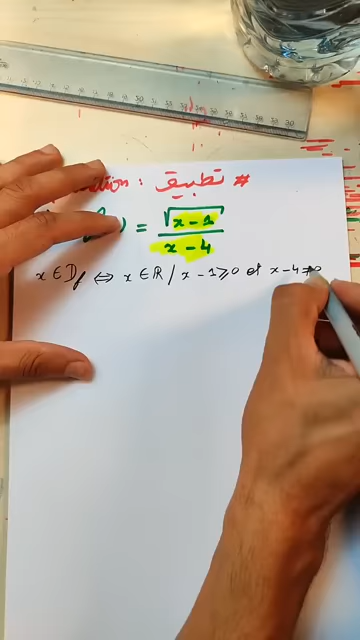 # تطبيق :
= √x - 1 / x - 4
x ∈ Df ⇔ x ∈ ℝ / x - 1 ⩾ 0 et x - 4 ≠ 0